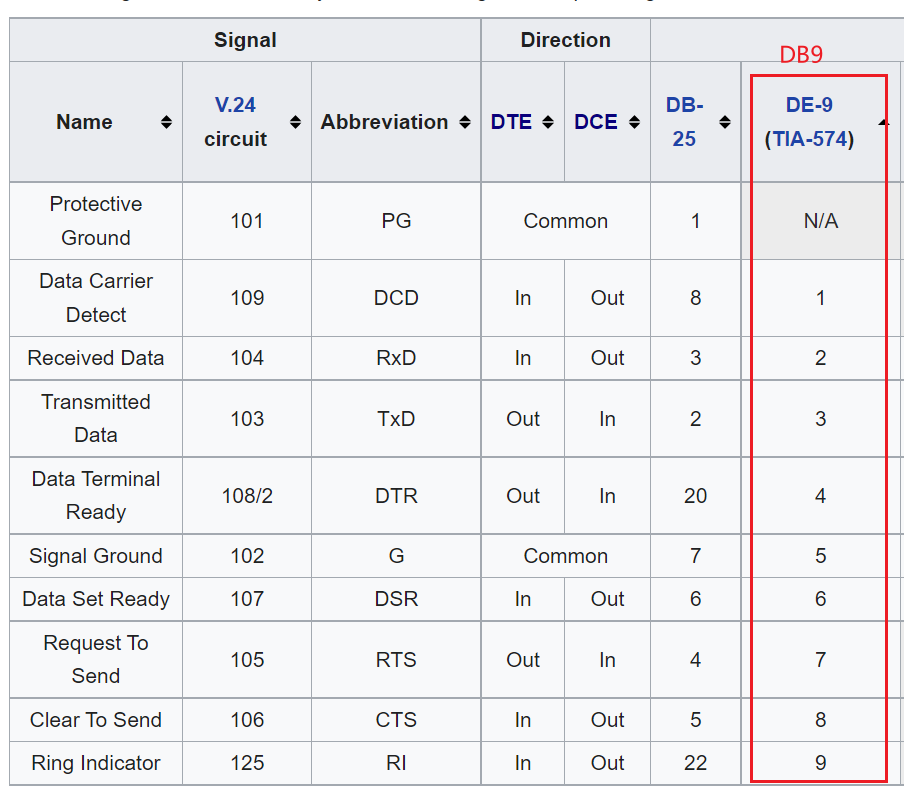 Signal Direction
DB9
Name V.24 circuit Abbreviation DTE DCE DB-25 DE-9 (TIA-574)
Protective Ground 101 PG Common 1 N/A
Data Carrier Detect 109 DCD In Out 8 1
Received Data 104 RxD In Out 3 2
Transmitted Data 103 TxD Out In 2 3
Data Terminal Ready 108/2 DTR Out In 20 4
Signal Ground 102 G Common 7 5
Data Set Ready 107 DSR In Out 6 6
Request To Send 105 RTS Out In 4 7
Clear To Send 106 CTS In Out 5 8
Ring Indicator 125 RI In Out 22 9